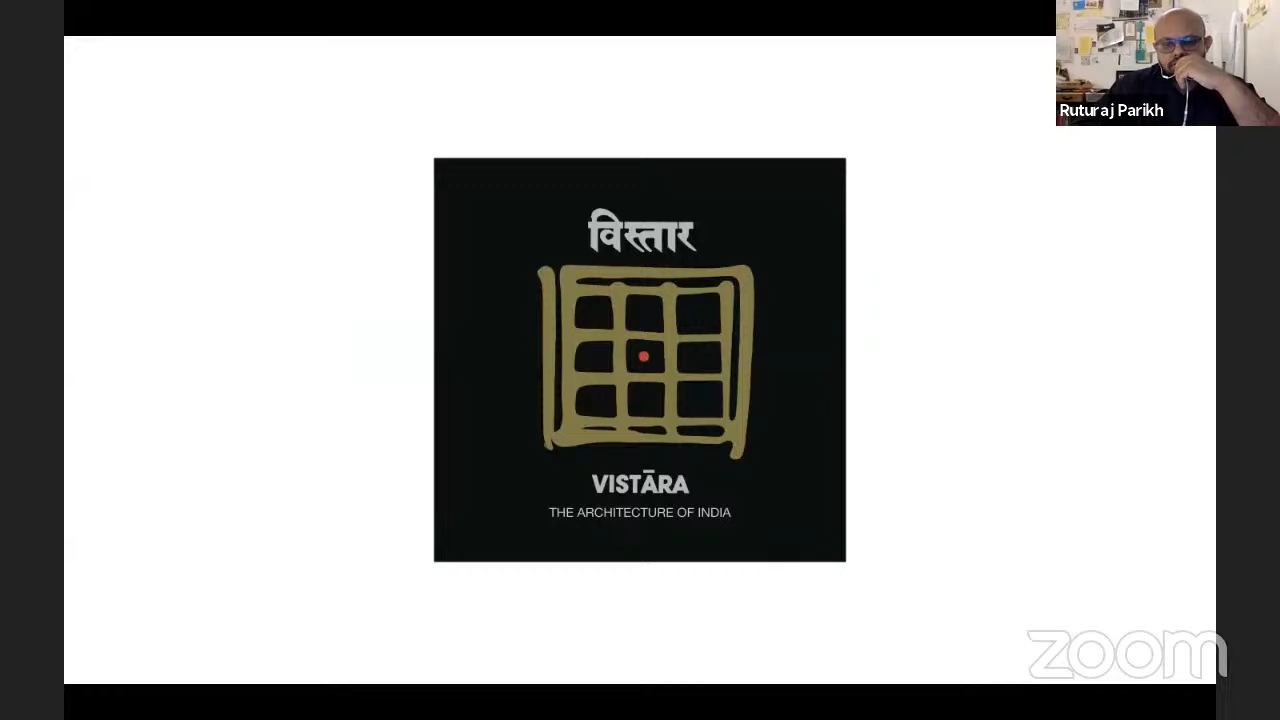 Ruturaj Parikh
विस्तार
VISTĀRA
THE ARCHITECTURE OF INDIA
zoom